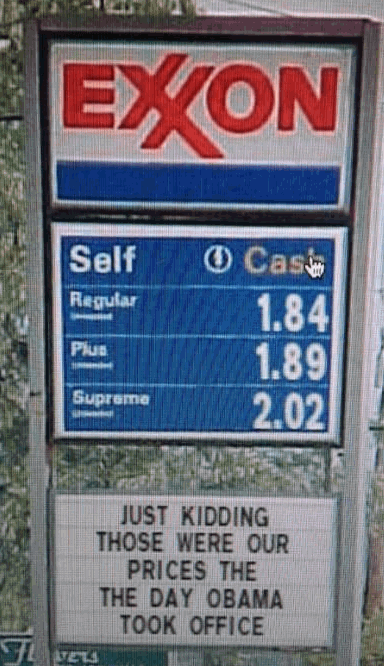 EXXON
Self Cash
Regular 1.84
Plus 1.89
Supreme 2.02
JUST KIDDING
THOSE WERE OUR
PRICES THE
THE DAY OBAMA
TOOK OFFICE